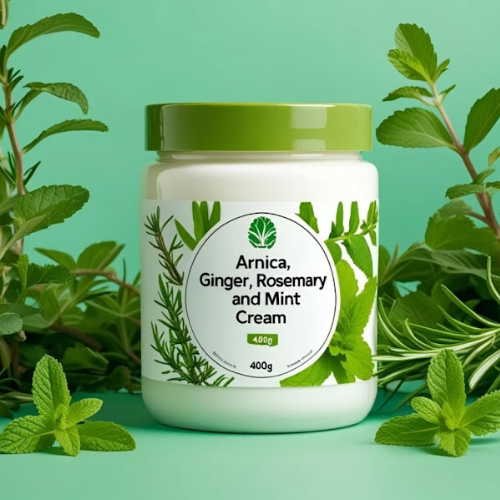 Arnica,
Ginger, Rosemary
and Mint
Cream
400g
400g